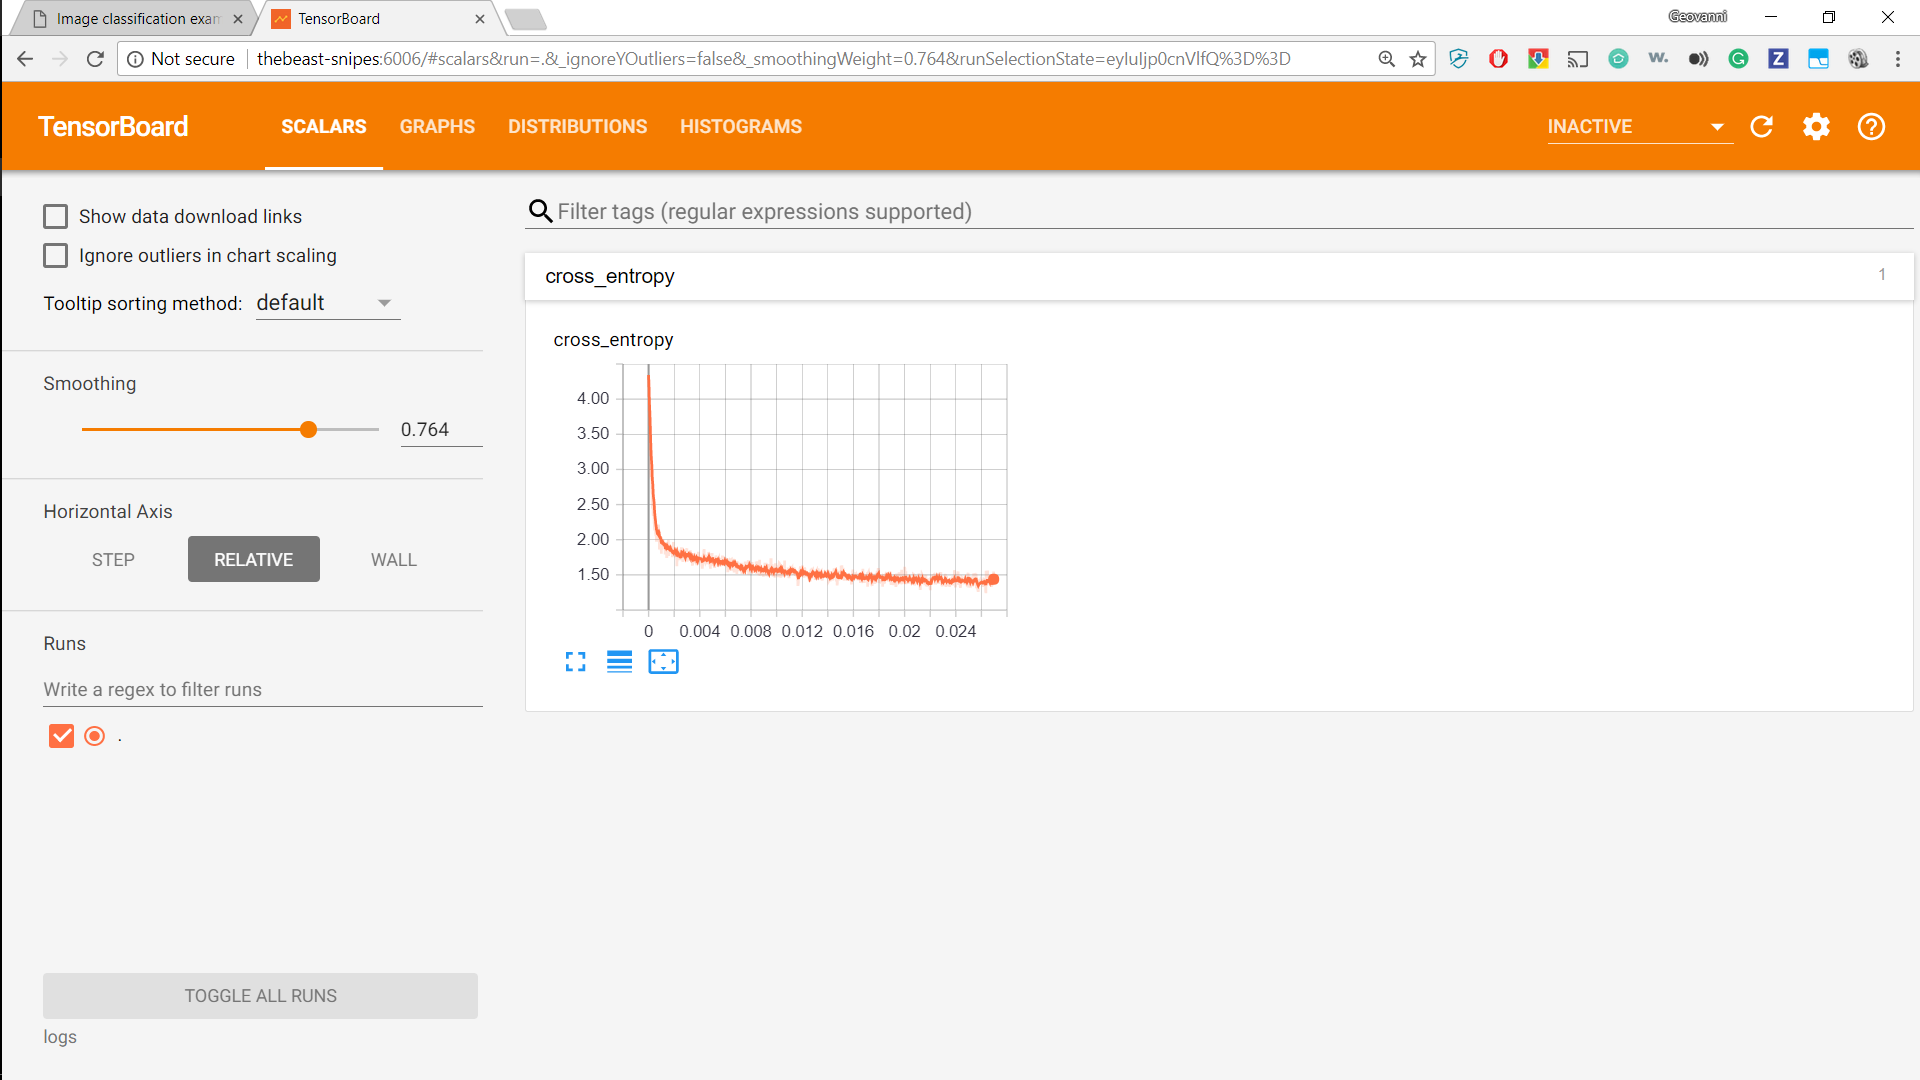 Image classification exam
TensorBoard
Geovanni
Not secure
thebeast-snipes:6006/#scalars&run=.&_ignoreYOutliers=false&_smoothingWeight=0.764&runSelectionState=eyIuIjp0cnVlfQ%3D%3D
TensorBoard
SCALARS
GRAPHS
DISTRIBUTIONS
HISTOGRAMS
INACTIVE
Show data download links
Ignore outliers in chart scaling
Tooltip sorting method: default
Smoothing
0.764
Horizontal Axis
STEP
RELATIVE
WALL
Runs
Write a regex to filter runs
.
TOGGLE ALL RUNS
logs
Filter tags (regular expressions supported)
cross_entropy
1
cross_entropy
4.00
3.50
3.00
2.50
2.00
1.50
0 0.004 0.008 0.012 0.016 0.02 0.024